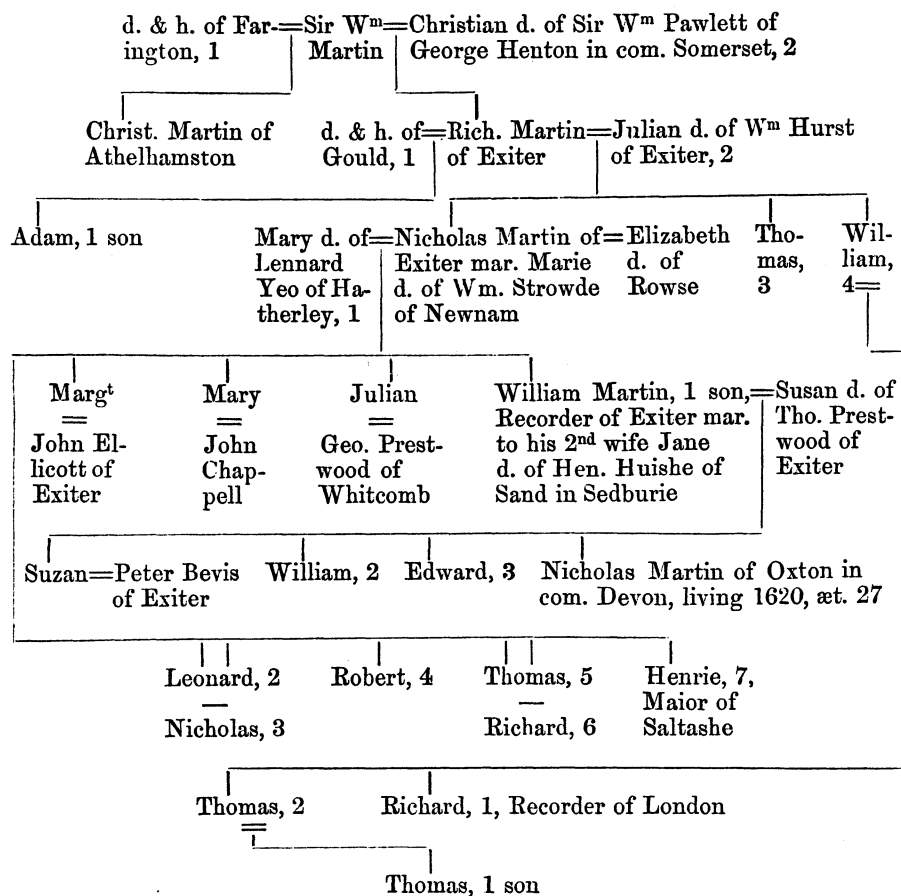 d. & h. of Far-=Sir Wᵐ=Christian d. of Sir Wᵐ Pawlett of
ington, 1 Martin George Henton in com. Somerset, 2
Christ. Martin of d. & h. of=Rich. Martin=Julian d. of Wᵐ Hurst
Athelhamston Gould, 1 of Exiter of Exiter, 2
Adam, 1 son Mary d. of=Nicholas Martin of=Elizabeth Tho- Wil-
Lennard Exiter mar. Marie d. of mas, liam,
Yeo of Ha- d. of Wm. Strowde Rowse 3 4=
therley, 1 of Newnam
Margᵗ Mary Julian William Martin, 1 son,=Susan d. of
= = = Recorder of Exiter mar. Tho. Prest-
John El- John Geo. Prest- to his 2ⁿᵈ wife Jane wood of
licott of Chap- wood of d. of Hen. Huishe of Exiter
Exiter pell Whitcomb Sand in Sedburie
Suzan=Peter Bevis William, 2 Edward, 3 Nicholas Martin of Oxton in
of Exiter com. Devon, living 1620, æt. 27
Leonard, 2 Robert, 4 Thomas, 5 Henrie, 7,
— — Maior of
Nicholas, 3 Richard, 6 Saltashe
Thomas, 2 Richard, 1, Recorder of London
=
Thomas, 1 son